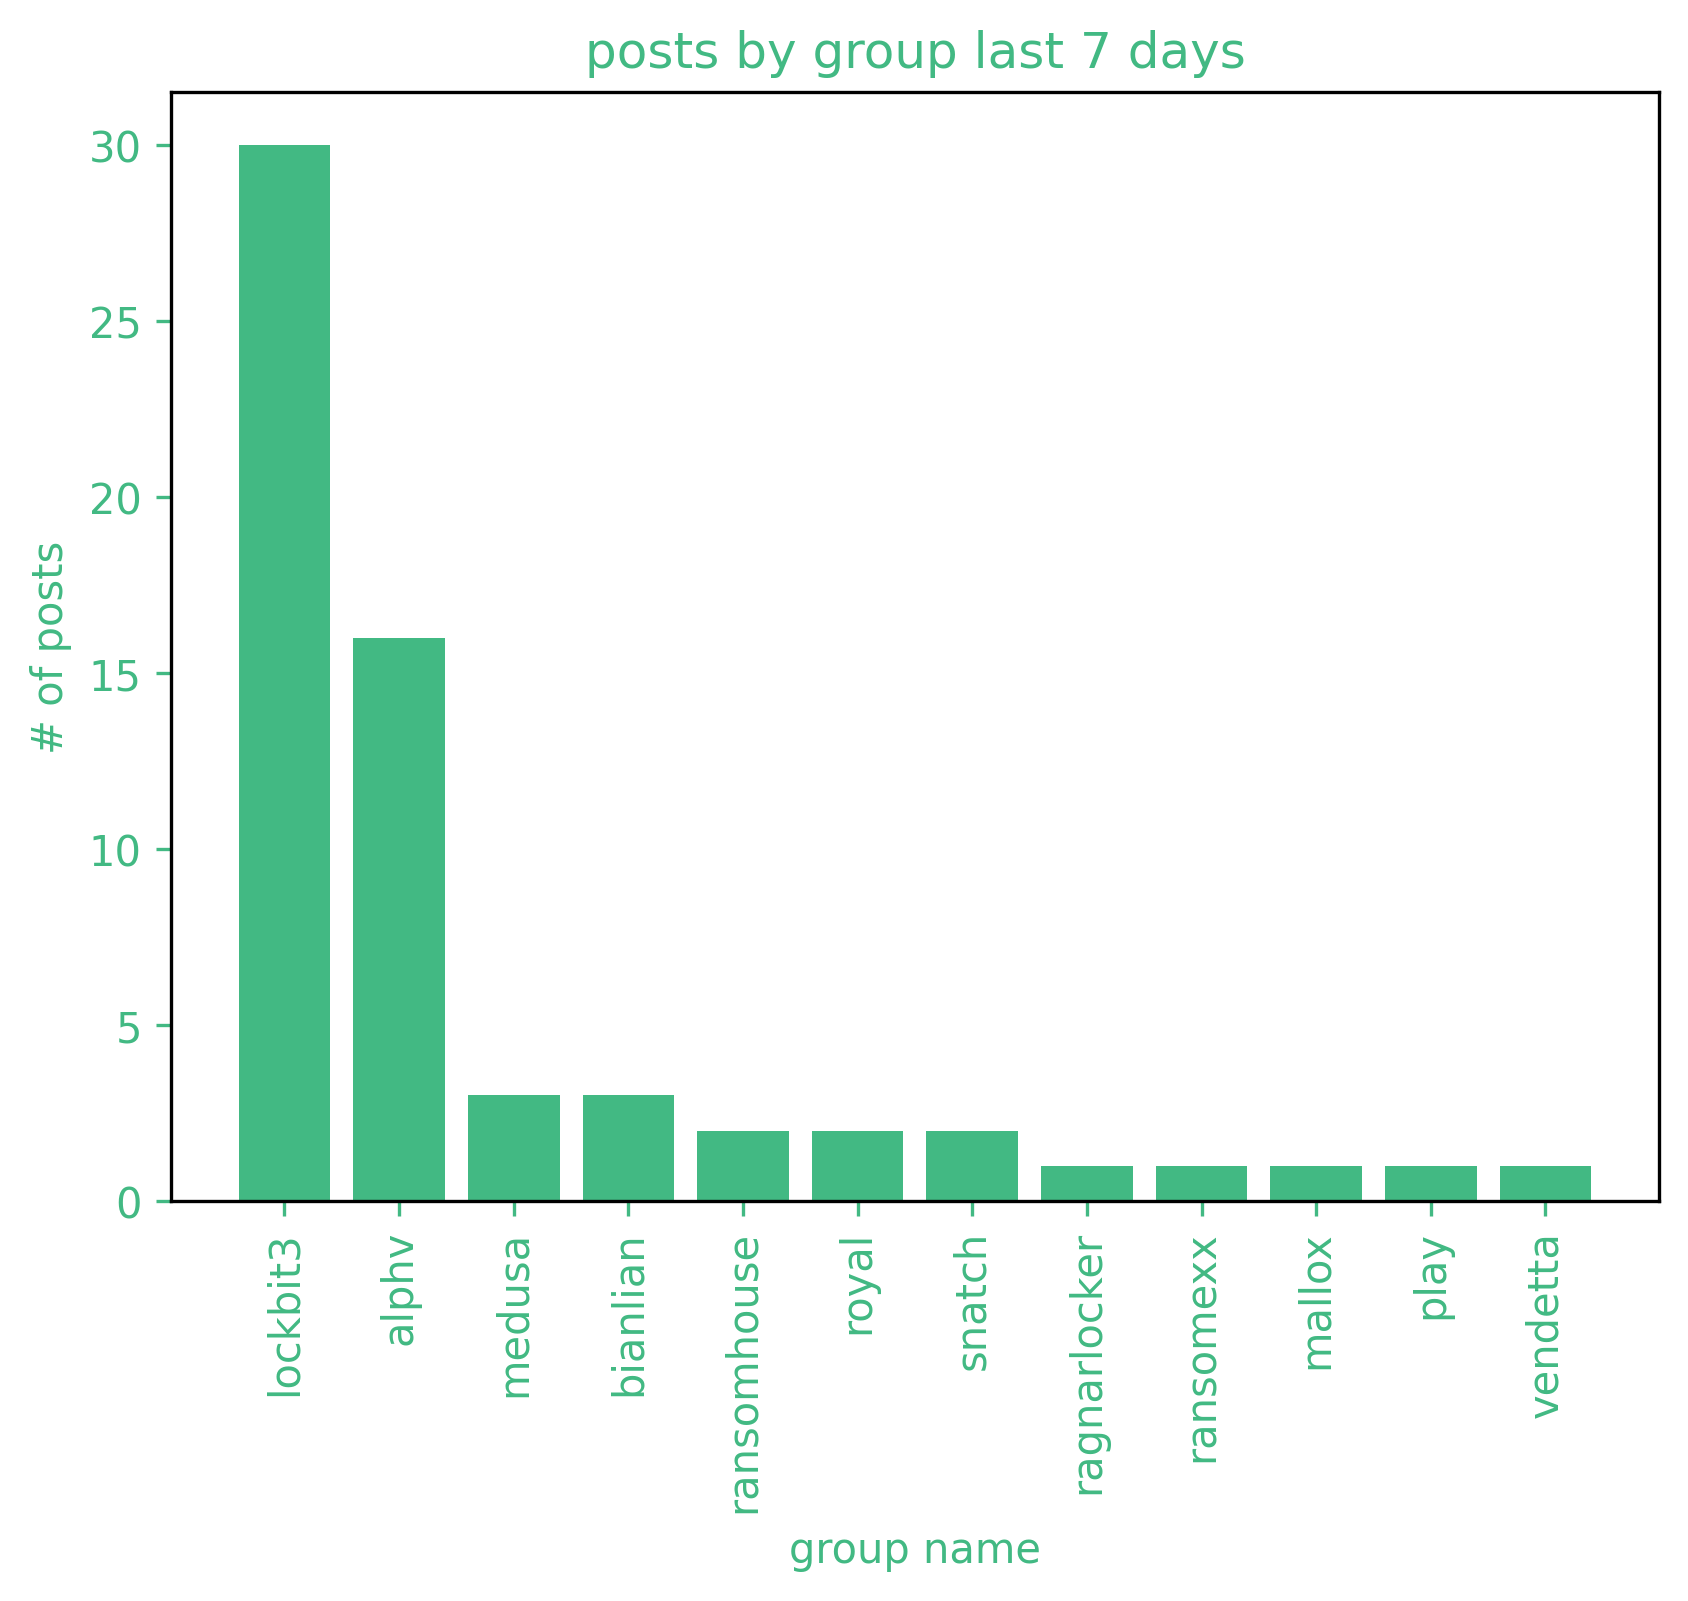 posts by group last 7 days
30
25
20
15
10
5
0
# of posts
lockbit3
alphv
medusa
bianlian
ransomhouse
royal
snatch
ragnarlocker
ransomexx
mallox
play
vendetta
group name